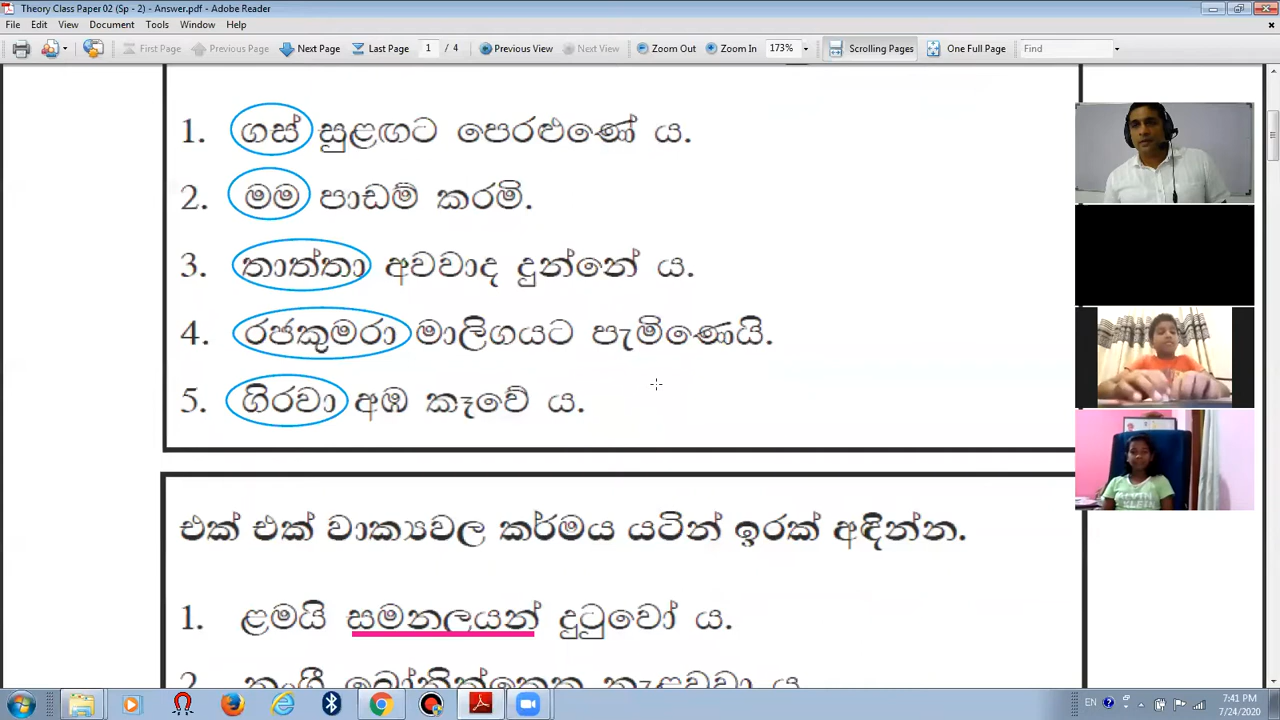 Theory Class Paper 02 (Sp - 2) - Answer.pdf - Adobe Reader
File Edit View Document Tools Window Help
First Page Previous Page Next Page Last Page 1 / 4 Previous View Next View Zoom Out Zoom In 173% Scrolling Pages One Full Page Find
1. ගස් සුළඟට පෙරළුණේ ය.
2. මම පාඩම් කරමි.
3. තාත්තා අවවාද දුන්නේ ය.
4. රජකුමරා මාලිගයට පැමිණෙයි.
5. ගිරවා අඹ කෑවේ ය.
එක් එක් වාක්‍යවල කර්මය යටින් ඉරක් අඳින්න.
1. ළමයි සමනලයන් දුටුවෝ ය.
2. නංගී බෝනික්කෙක නැළවූවා ය.
EN
7:41 PM
7/24/2020